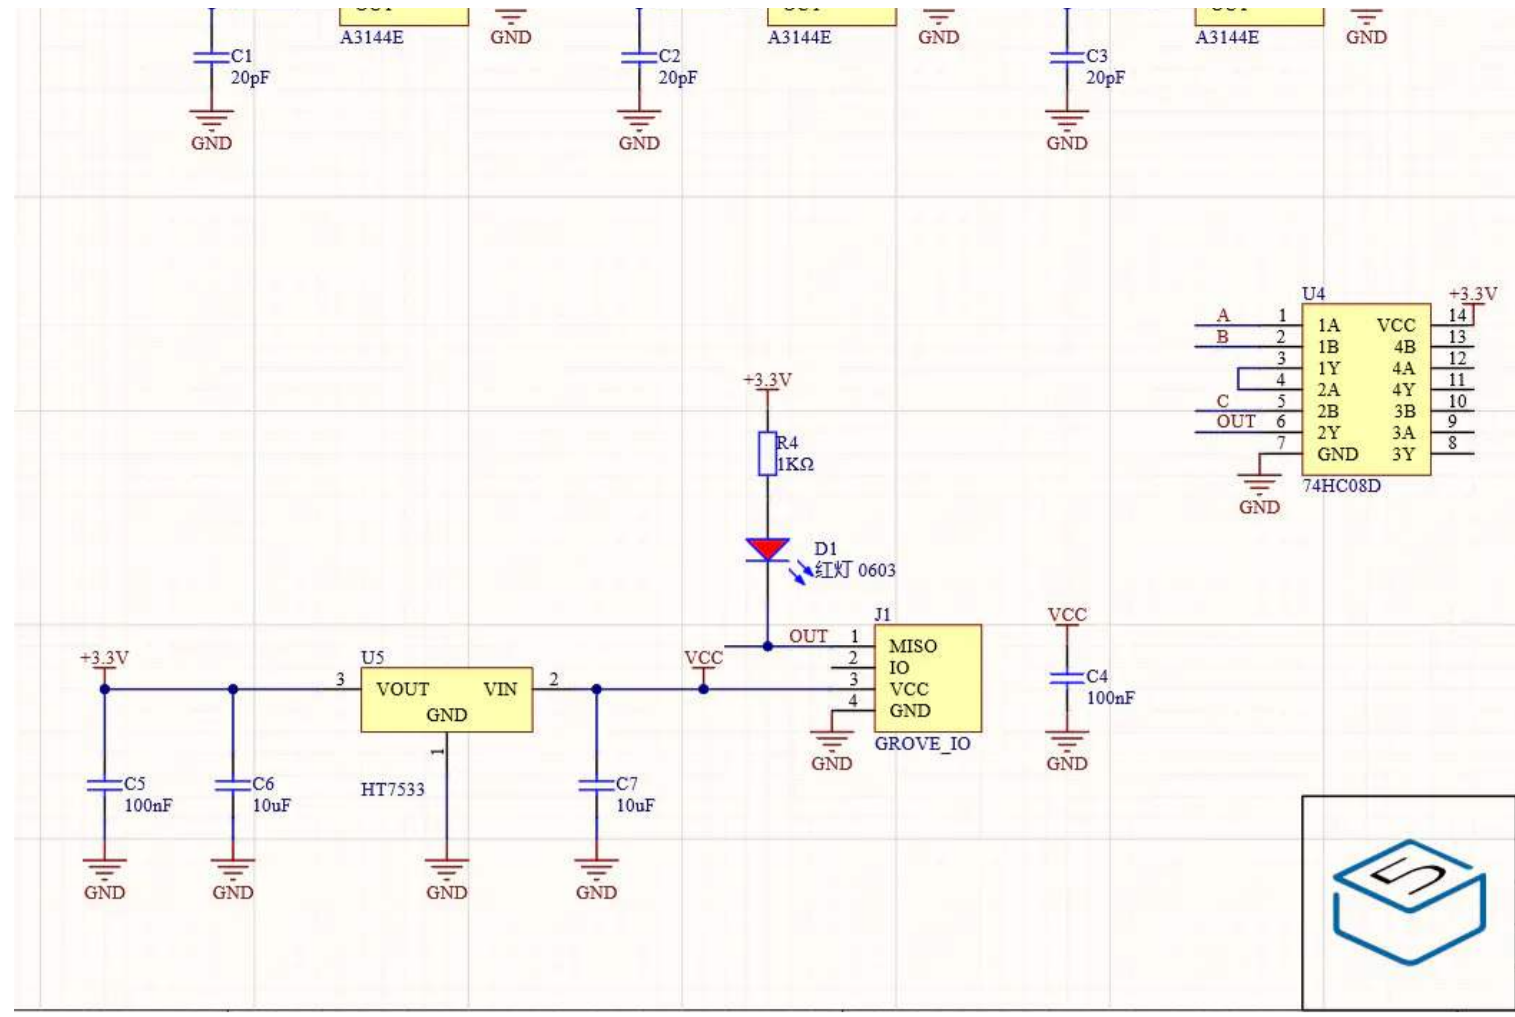 A3144E
GND
A3144E
GND
A3144E
GND
C1
20pF
C2
20pF
C3
20pF
GND
GND
GND
U4
+3.3V
A
1
1A
VCC
14
B
2
1B
4B
13
3
1Y
4A
12
4
2A
4Y
11
C
5
2B
3B
10
OUT
6
2Y
3A
9
7
GND
3Y
8
GND
74HC08D
+3.3V
R4
1KΩ
D1
红灯 0603
J1
OUT
1
MISO
2
IO
3
VCC
4
GND
GROVE_IO
GND
VCC
C4
100nF
GND
+3.3V
U5
VCC
3
VOUT
VIN
2
GND
1
HT7533
C5
100nF
C6
10uF
C7
10uF
GND
GND
GND
GND
5